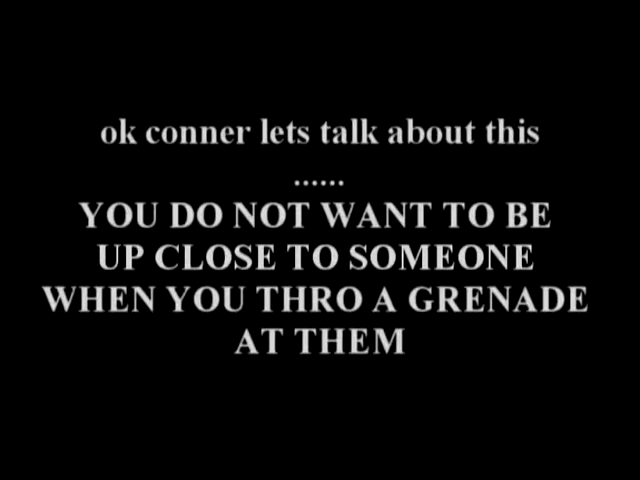 ok conner lets talk about this
......
YOU DO NOT WANT TO BE
UP CLOSE TO SOMEONE
WHEN YOU THRO A GRENADE
AT THEM